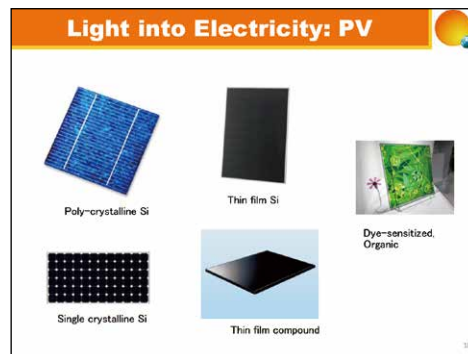 Light into Electricity: PV
Poly-crystalline Si
Thin film Si
Dye-sensitized,
Organic
Single crystalline Si
Thin film compound